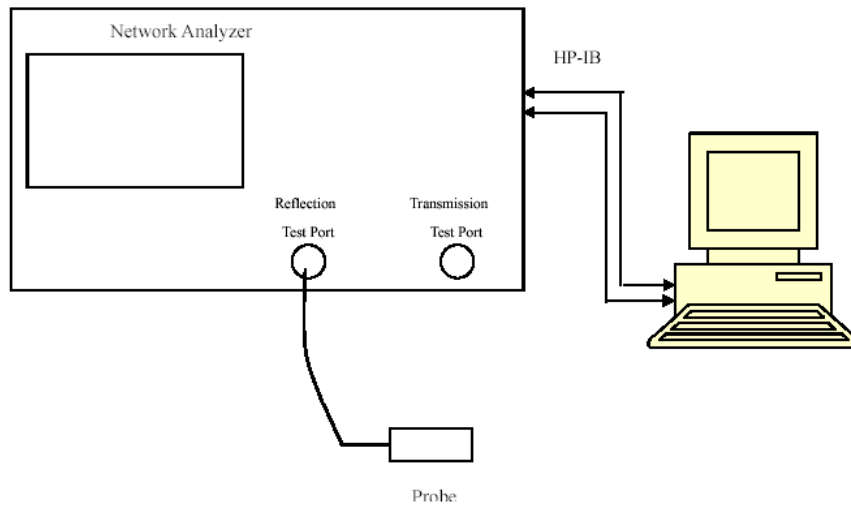 Network Analyzer
HP-IB
Reflection
Test Port
Transmission
Test Port
Probe